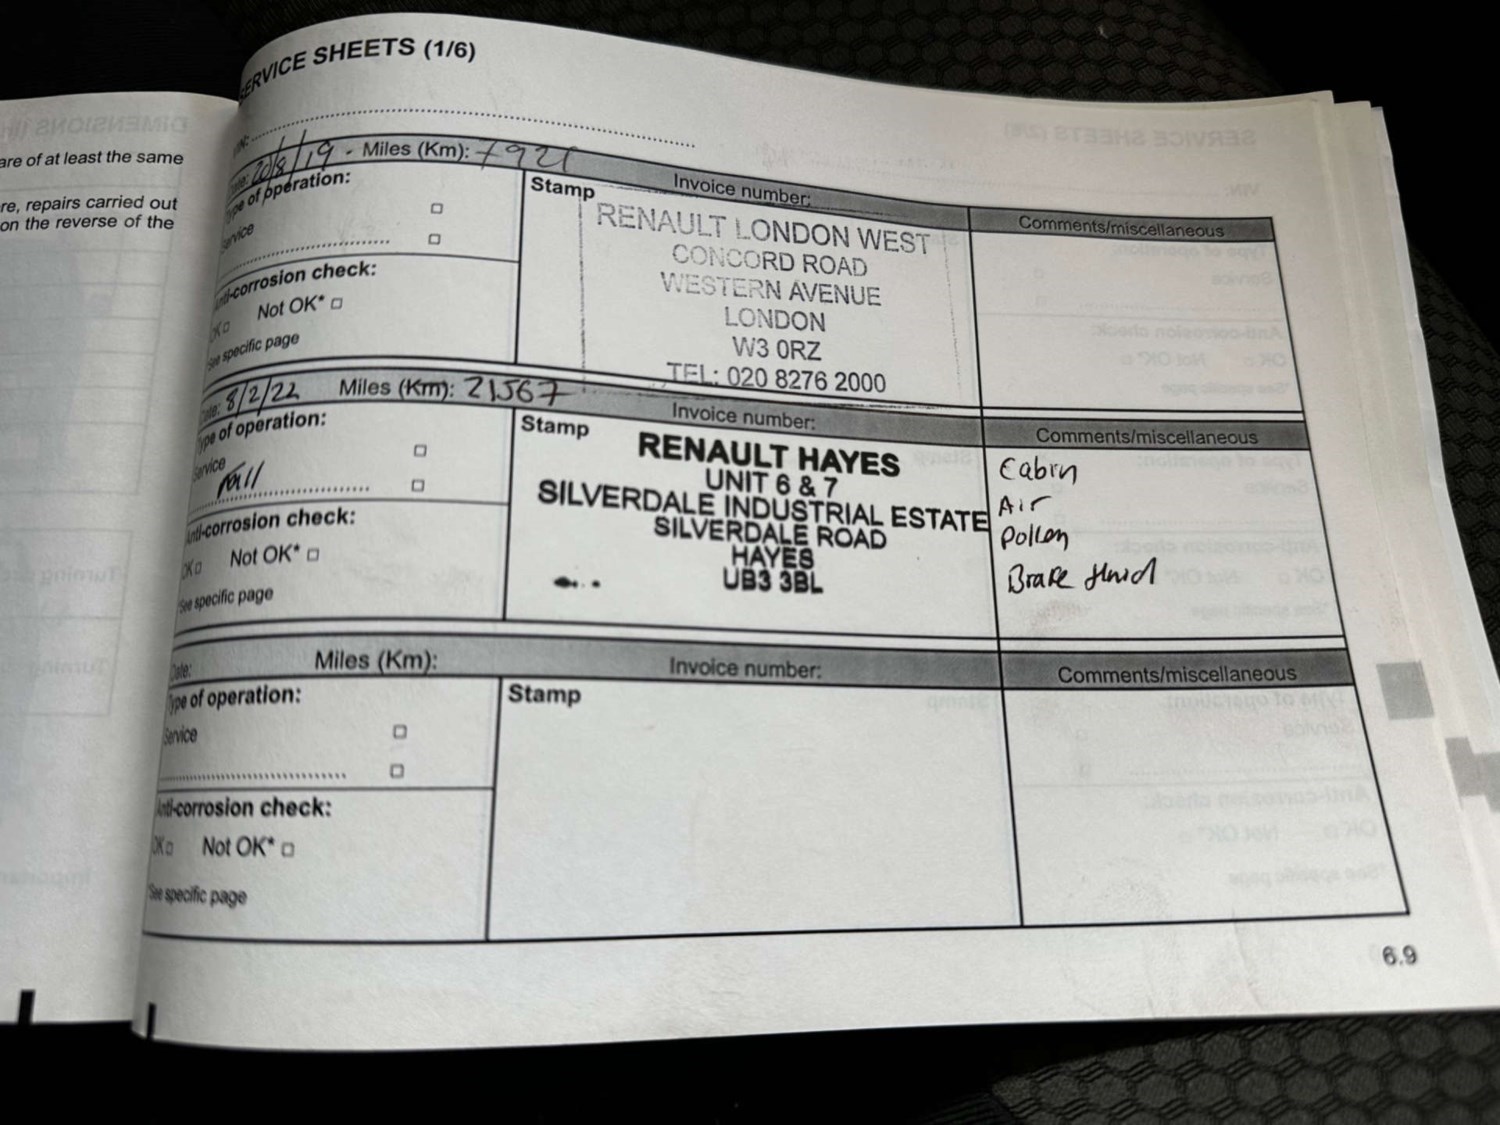 are of at least the same
re, repairs carried out
on the reverse of the
SERVICE SHEETS (1/6)
VIN:
Date: 20/8/19 - Miles (Km): 7921
Invoice number:
Comments/miscellaneous
Type of operation:
Service
Anti-corrosion check:
OK Not OK*
*See specific page
Stamp
RENAULT LONDON WEST
CONCORD ROAD
WESTERN AVENUE
LONDON
W3 0RZ
TEL: 020 8276 2000
Date: 8/2/22 Miles (Km): 21567
Invoice number:
Comments/miscellaneous
Type of operation:
Service
Full
Anti-corrosion check:
OK Not OK*
*See specific page
Stamp
RENAULT HAYES
UNIT 6 & 7
SILVERDALE INDUSTRIAL ESTATE
SILVERDALE ROAD
HAYES
UB3 3BL
Cabin
Air
Pollen
Brake fluid
Date: Miles (Km):
Invoice number:
Comments/miscellaneous
Type of operation:
Service
Anti-corrosion check:
OK Not OK*
*See specific page
Stamp
6.9